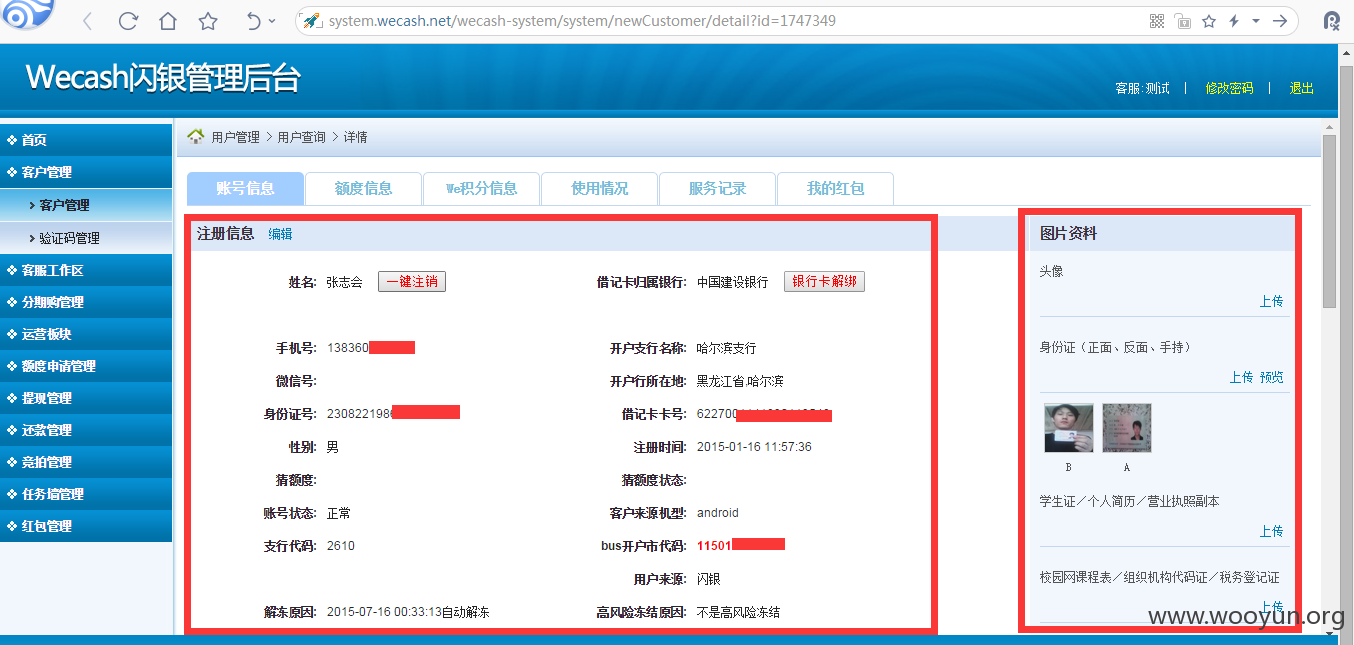 system.wecash.net/wecash-system/system/newCustomer/detail?id=1747349
Wecash闪银管理后台
客服:测试 | 修改密码 | 退出
首页
客户管理
客户管理
验证码管理
客服工作区
分期购管理
运营板块
额度申请管理
提现管理
还款管理
竞拍管理
任务墙管理
红包管理
用户管理 > 用户查询 > 详情
账号信息 额度信息 We积分信息 使用情况 服务记录 我的红包
注册信息 编辑
姓名: 张志会 一键注销 借记卡归属银行: 中国建设银行 银行卡解绑
手机号: 138360 开户支行名称: 哈尔滨支行
微信号: 开户行所在地: 黑龙江省,哈尔滨
身份证号: 230822198 借记卡卡号: 622700
性别: 男 注册时间: 2015-01-16 11:57:36
猜额度: 猜额度状态:
账号状态: 正常 客户来源机型: android
支行代码: 2610 bus开户市代码: 11501
用户来源: 闪银
解冻原因: 2015-07-16 00:33:13自动解冻 高风险冻结原因: 不是高风险冻结
图片资料
头像
上传
身份证（正面、反面、手持）
上传 预览
B A
学生证／个人简历／营业执照副本
上传
校园网课程表／组织机构代码证／税务登记证
上传
www.wooyun.org